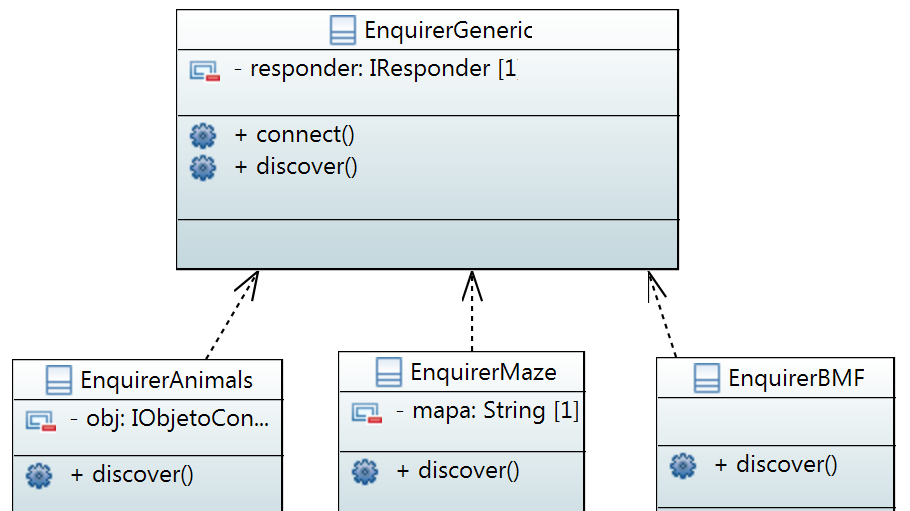 EnquirerGeneric
- responder: IResponder [1
+ connect()
+ discover()
EnquirerAnimals
- obj: IObjetoCon...
+ discover()
EnquirerMaze
- mapa: String [1]
+ discover()
EnquirerBMF
+ discover()